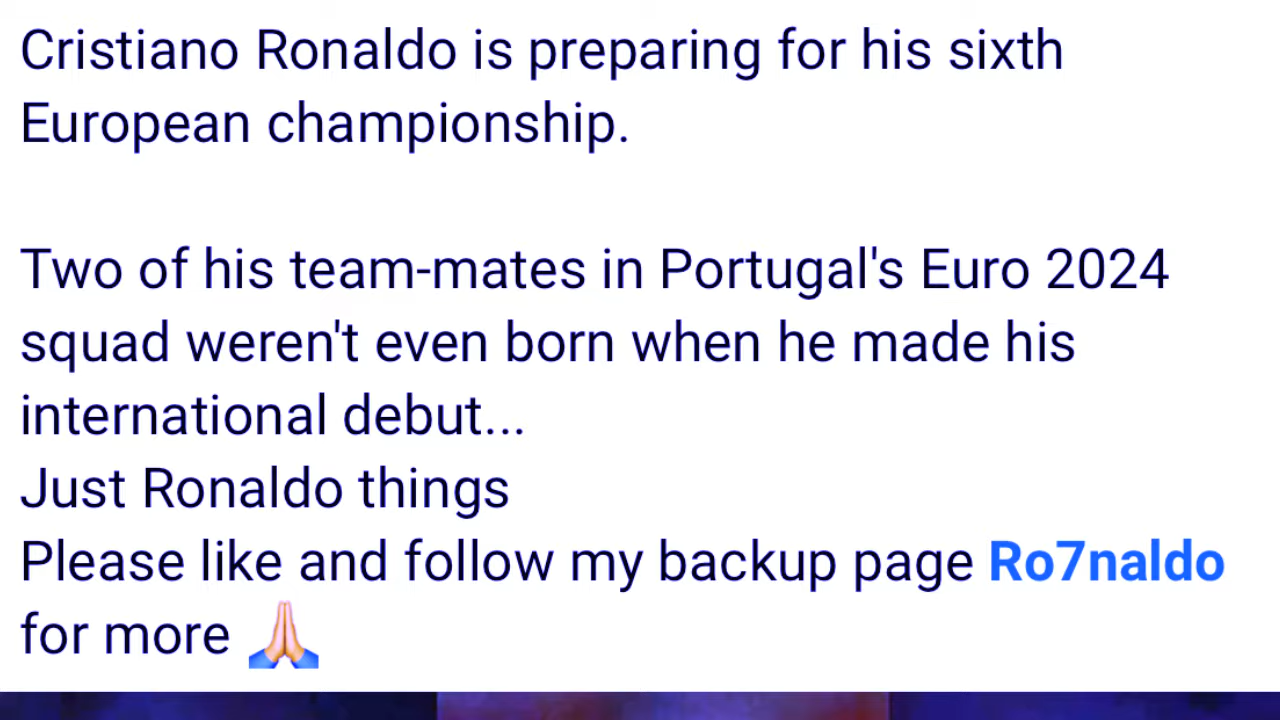 Cristiano Ronaldo is preparing for his sixth
European championship.
Two of his team-mates in Portugal's Euro 2024
squad weren't even born when he made his
international debut...
Just Ronaldo things
Please like and follow my backup page Ro7naldo
for more 🙏